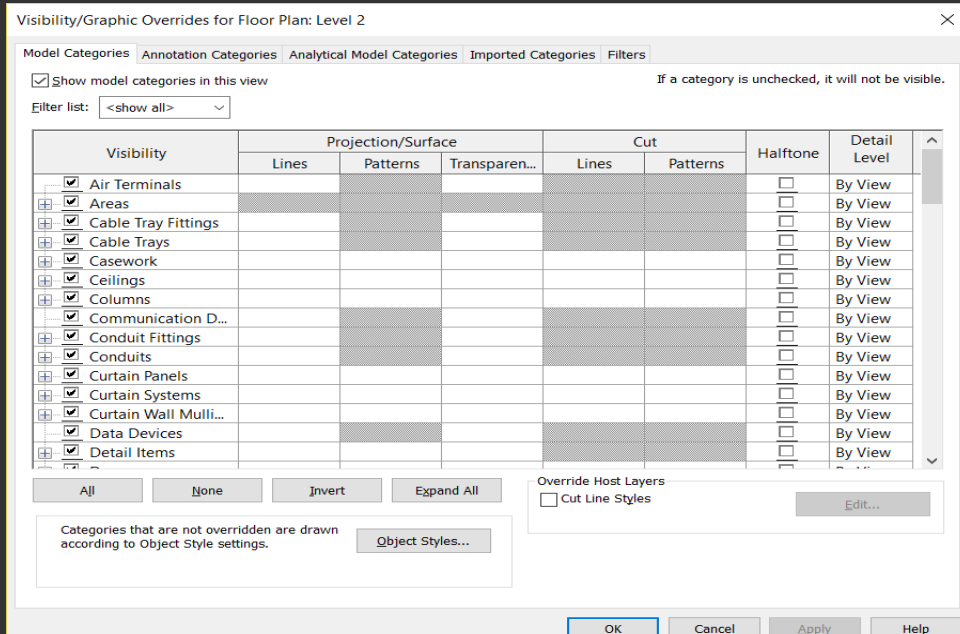 Visibility/Graphic Overrides for Floor Plan: Level 2
Model Categories Annotation Categories Analytical Model Categories Imported Categories Filters
Show model categories in this view If a category is unchecked, it will not be visible.
Filter list: <show all>
Visibility Projection/Surface Cut Halftone Detail Level
Lines Patterns Transparen... Lines Patterns
Air Terminals By View
Areas By View
Cable Tray Fittings By View
Cable Trays By View
Casework By View
Ceilings By View
Columns By View
Communication D... By View
Conduit Fittings By View
Conduits By View
Curtain Panels By View
Curtain Systems By View
Curtain Wall Mulli... By View
Data Devices By View
Detail Items By View
All None Invert Expand All
Override Host Layers
Cut Line Styles Edit...
Categories that are not overridden are drawn
according to Object Style settings.
Object Styles...
OK Cancel Apply Help